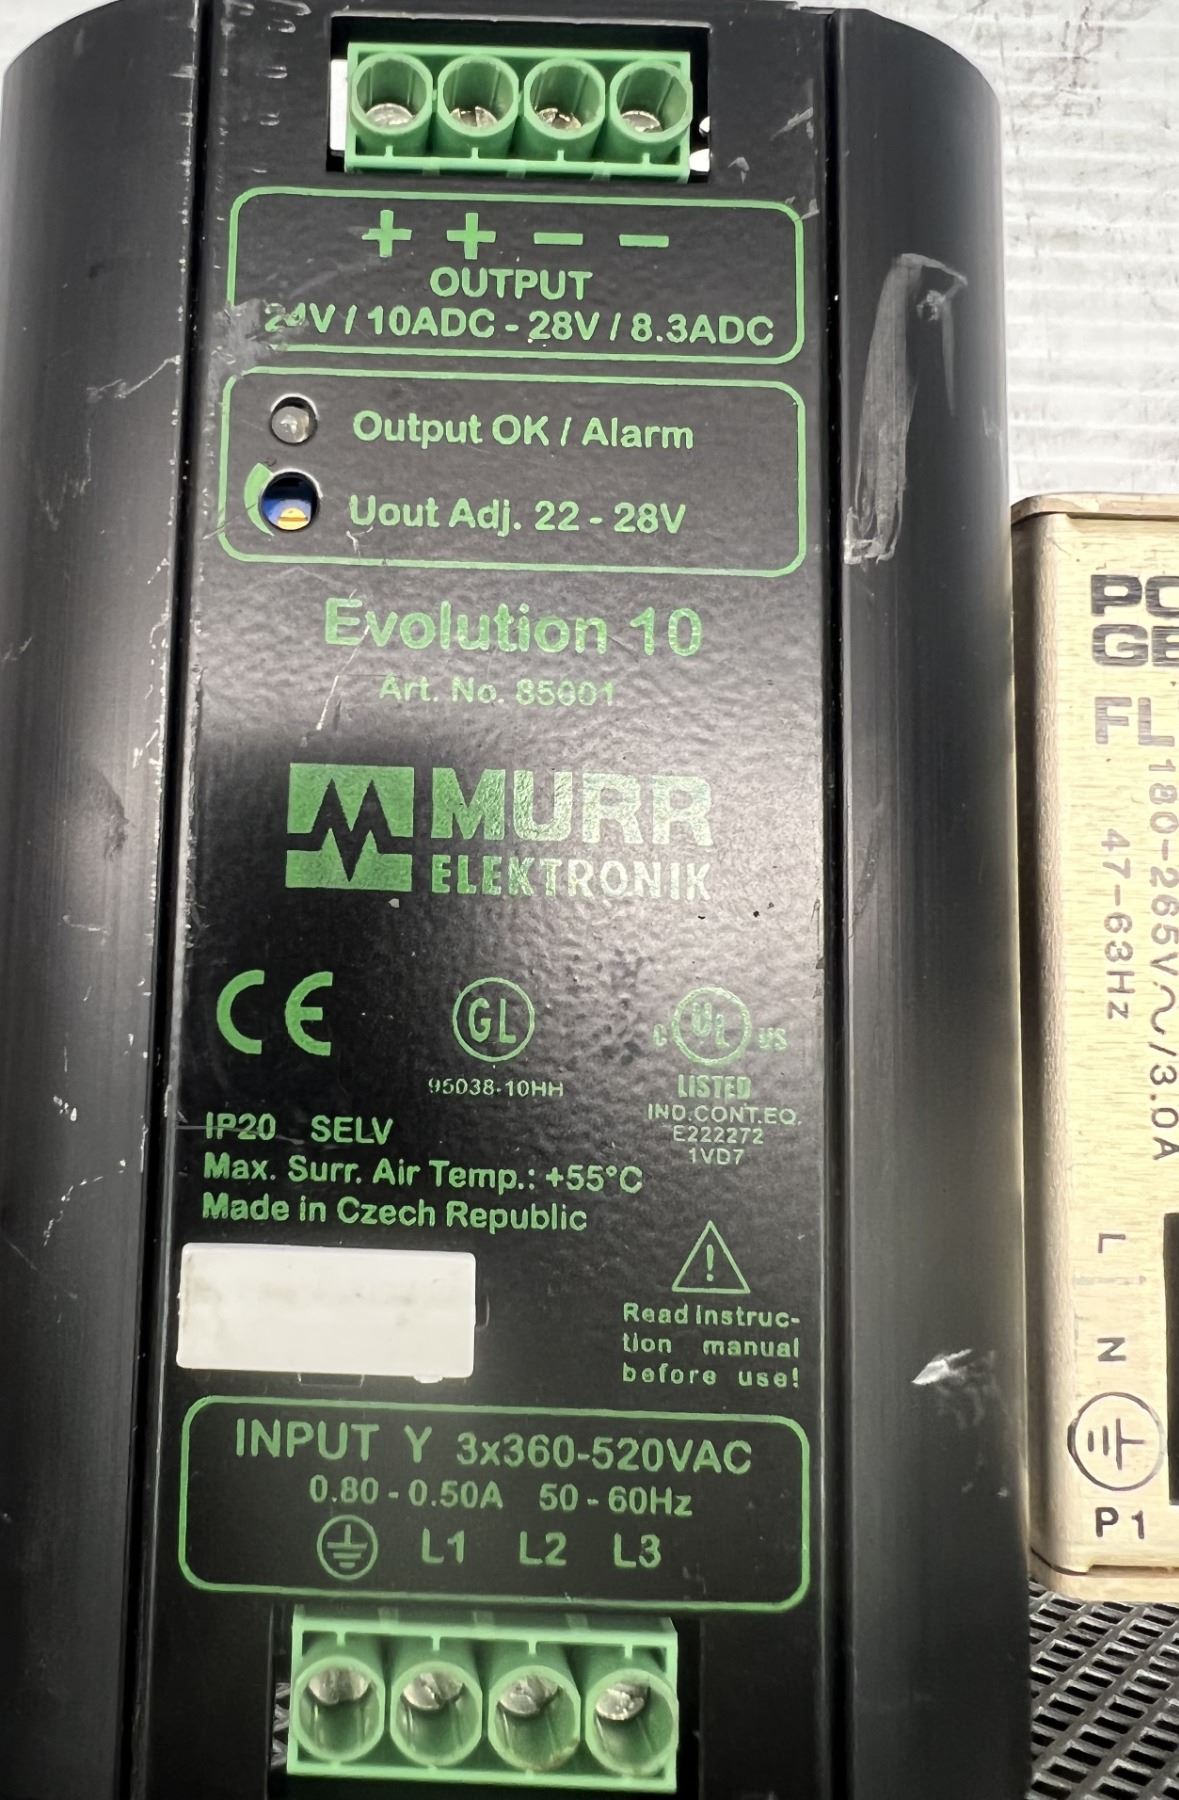 + + − −
OUTPUT
24V / 10ADC - 28V / 8.3ADC
Output OK / Alarm
Uout Adj. 22 - 28V
Evolution 10
Art. No. 85001
MURR
ELEKTRONIK
CE
GL
95038-10HH
C UL US
LISTED
IND.CONT.EQ.
E222272
1VD7
IP20 SELV
Max. Surr. Air Temp.: +55°C
Made in Czech Republic
!
Read instruc-
tion manual
before use!
INPUT Y 3x360-520VAC
0.80 - 0.50A 50 - 60Hz
L1 L2 L3
FL
180-265V~/3.0A
47-63Hz
L
N
P1